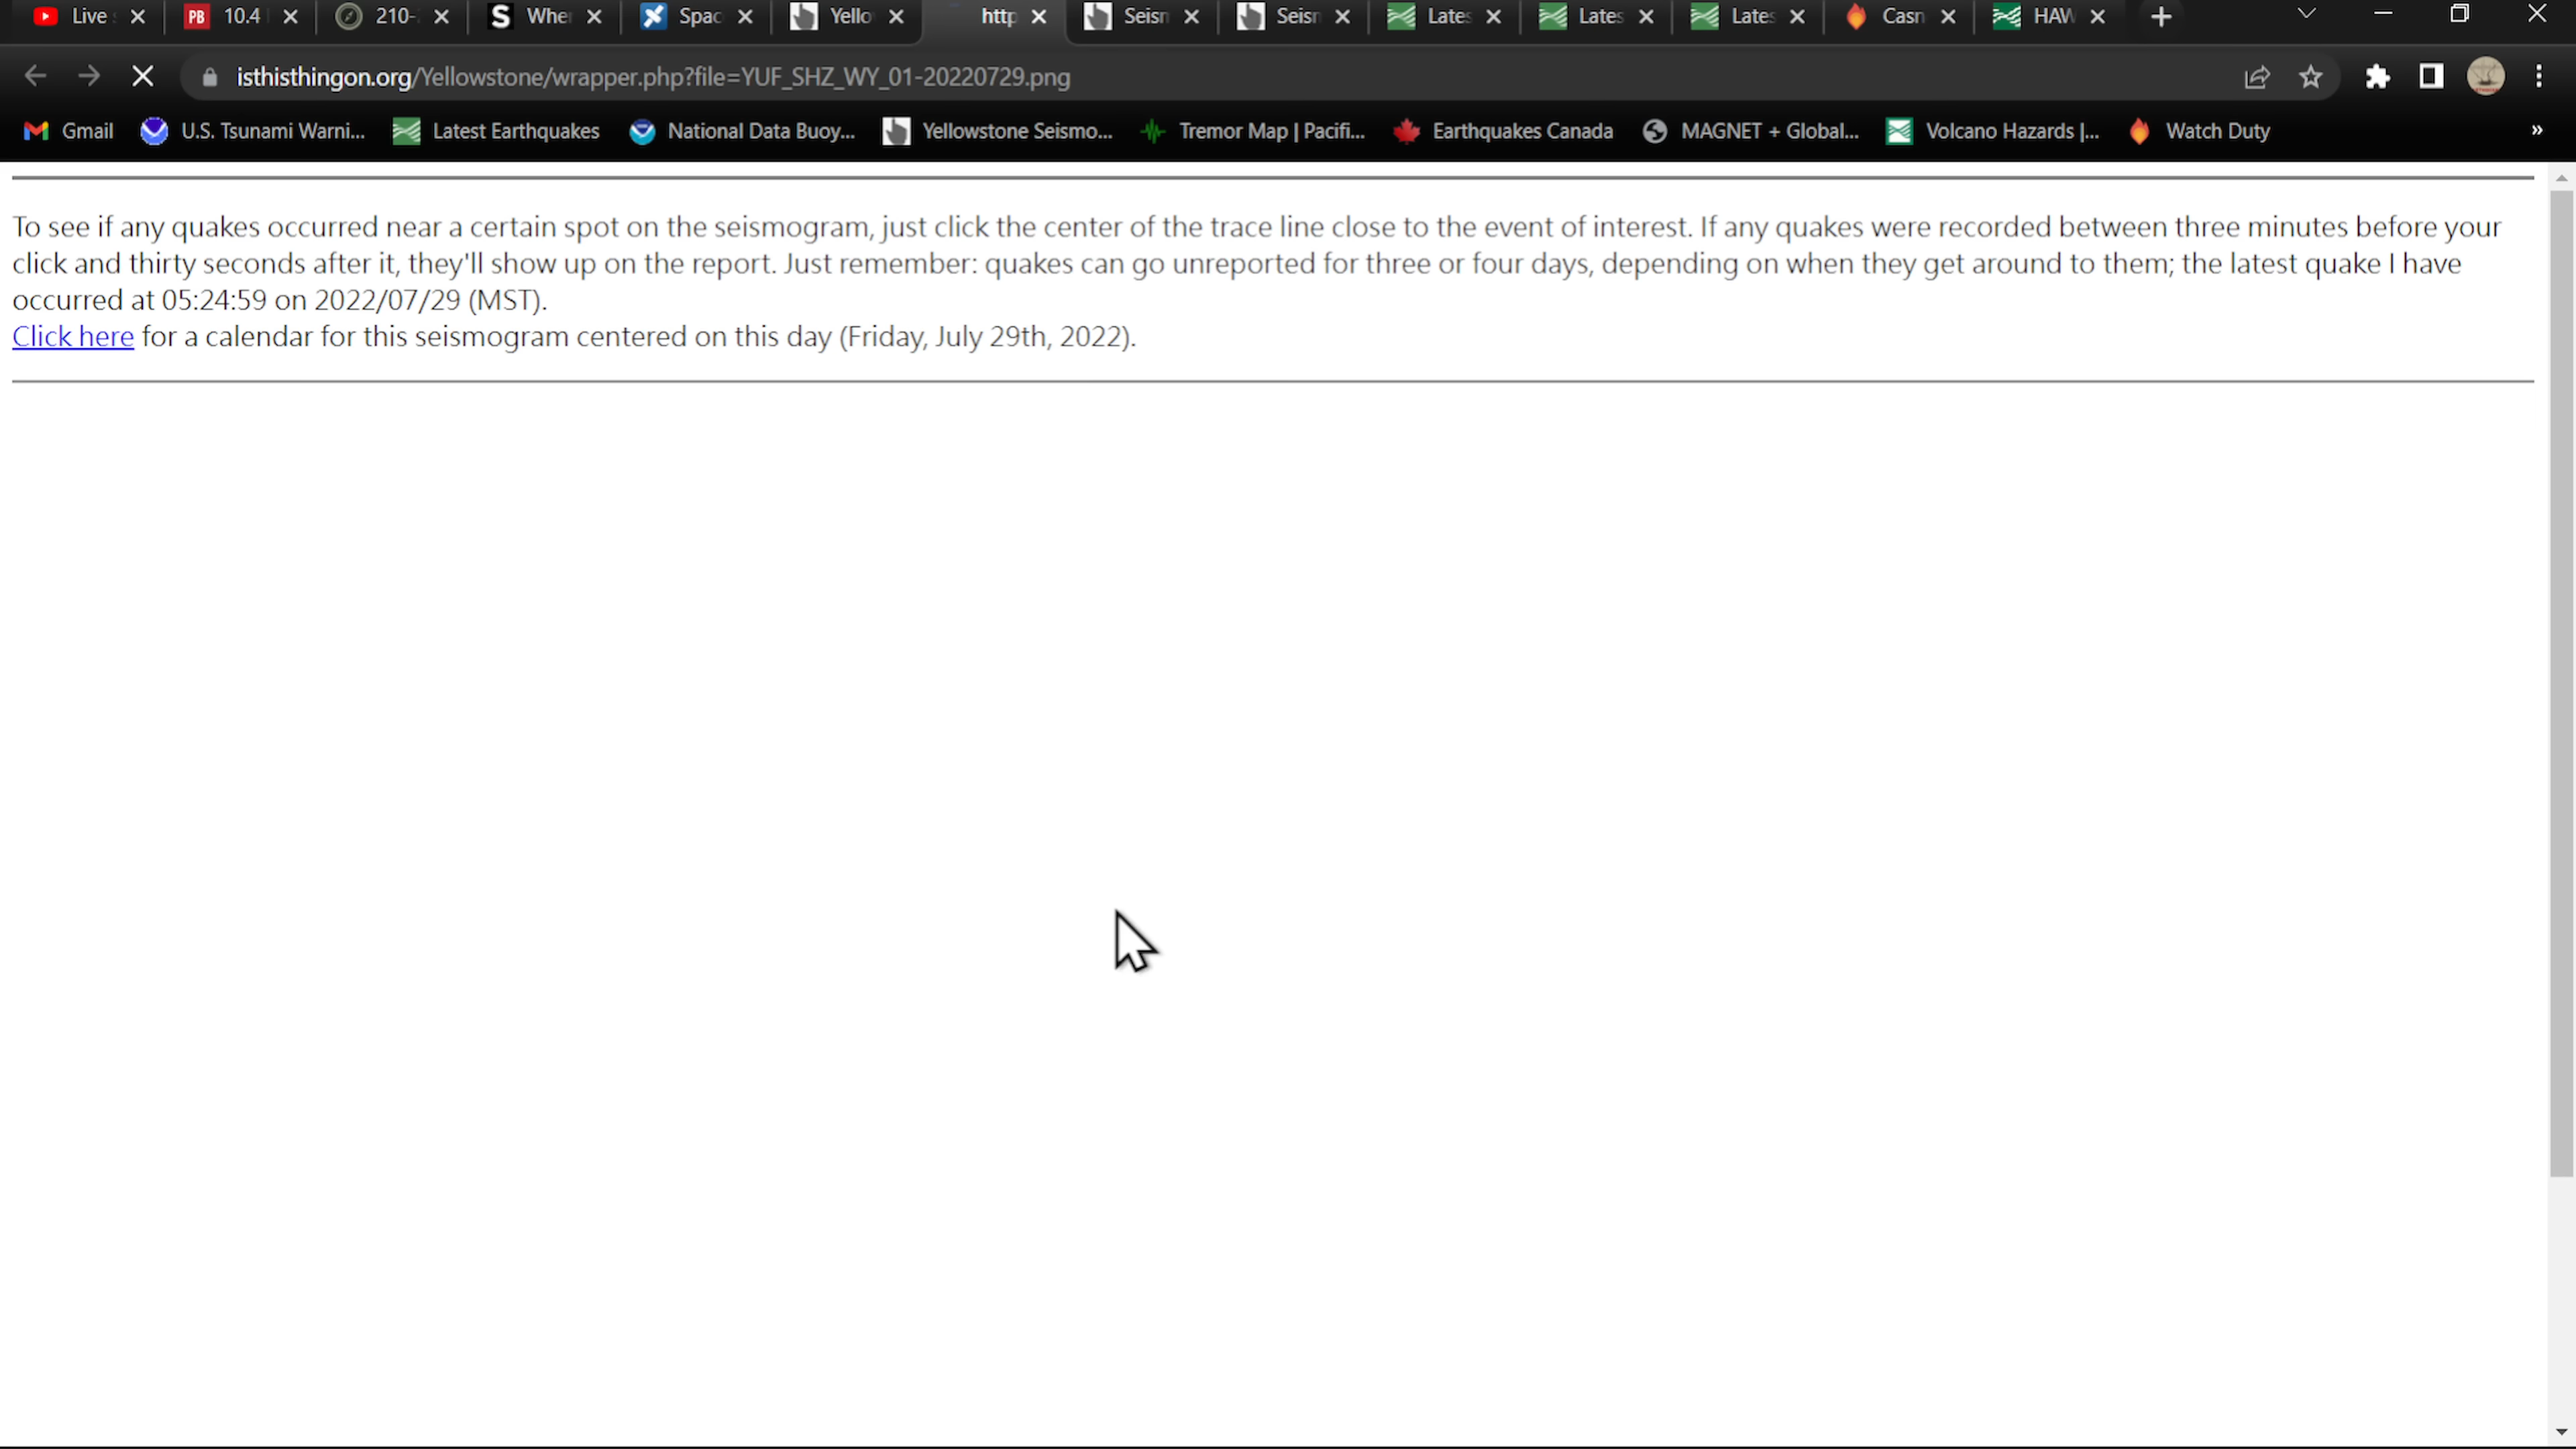 Live PB 10.4 210- S Whe Spac Yello http Seisn Seisn Lates Lates Lates Casn HAW
isthisthingon.org/Yellowstone/wrapper.php?file=YUF_SHZ_WY_01-20220729.png
Gmail U.S. Tsunami Warni... Latest Earthquakes National Data Buoy... Yellowstone Seismo... Tremor Map | Pacifi... Earthquakes Canada MAGNET + Global... Volcano Hazards |... Watch Duty »
To see if any quakes occurred near a certain spot on the seismogram, just click the center of the trace line close to the event of interest. If any quakes were recorded between three minutes before your
click and thirty seconds after it, they'll show up on the report. Just remember: quakes can go unreported for three or four days, depending on when they get around to them; the latest quake I have
occurred at 05:24:59 on 2022/07/29 (MST).
Click here for a calendar for this seismogram centered on this day (Friday, July 29th, 2022).